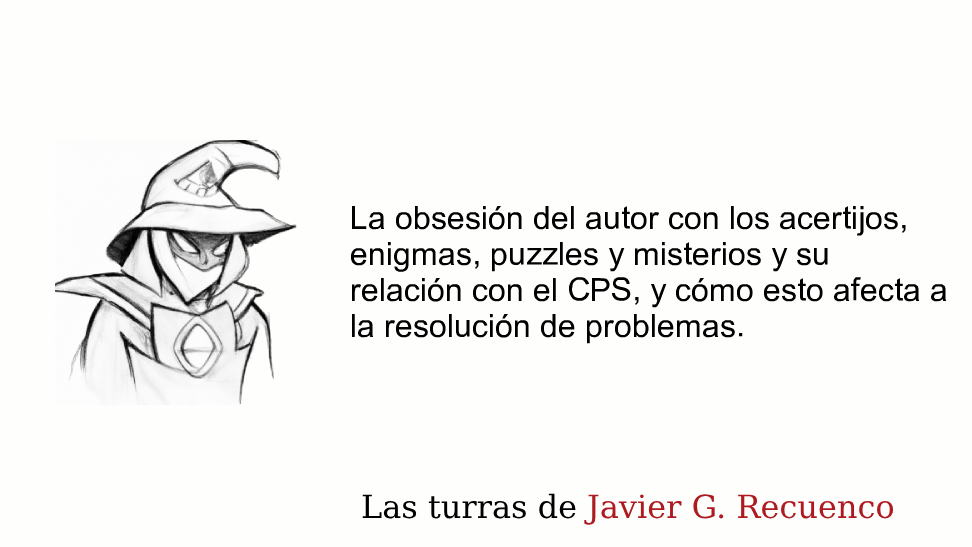 La obsesión del autor con los acertijos,
enigmas, puzzles y misterios y su
relación con el CPS, y cómo esto afecta a
la resolución de problemas.
Las turras de Javier G. Recuenco